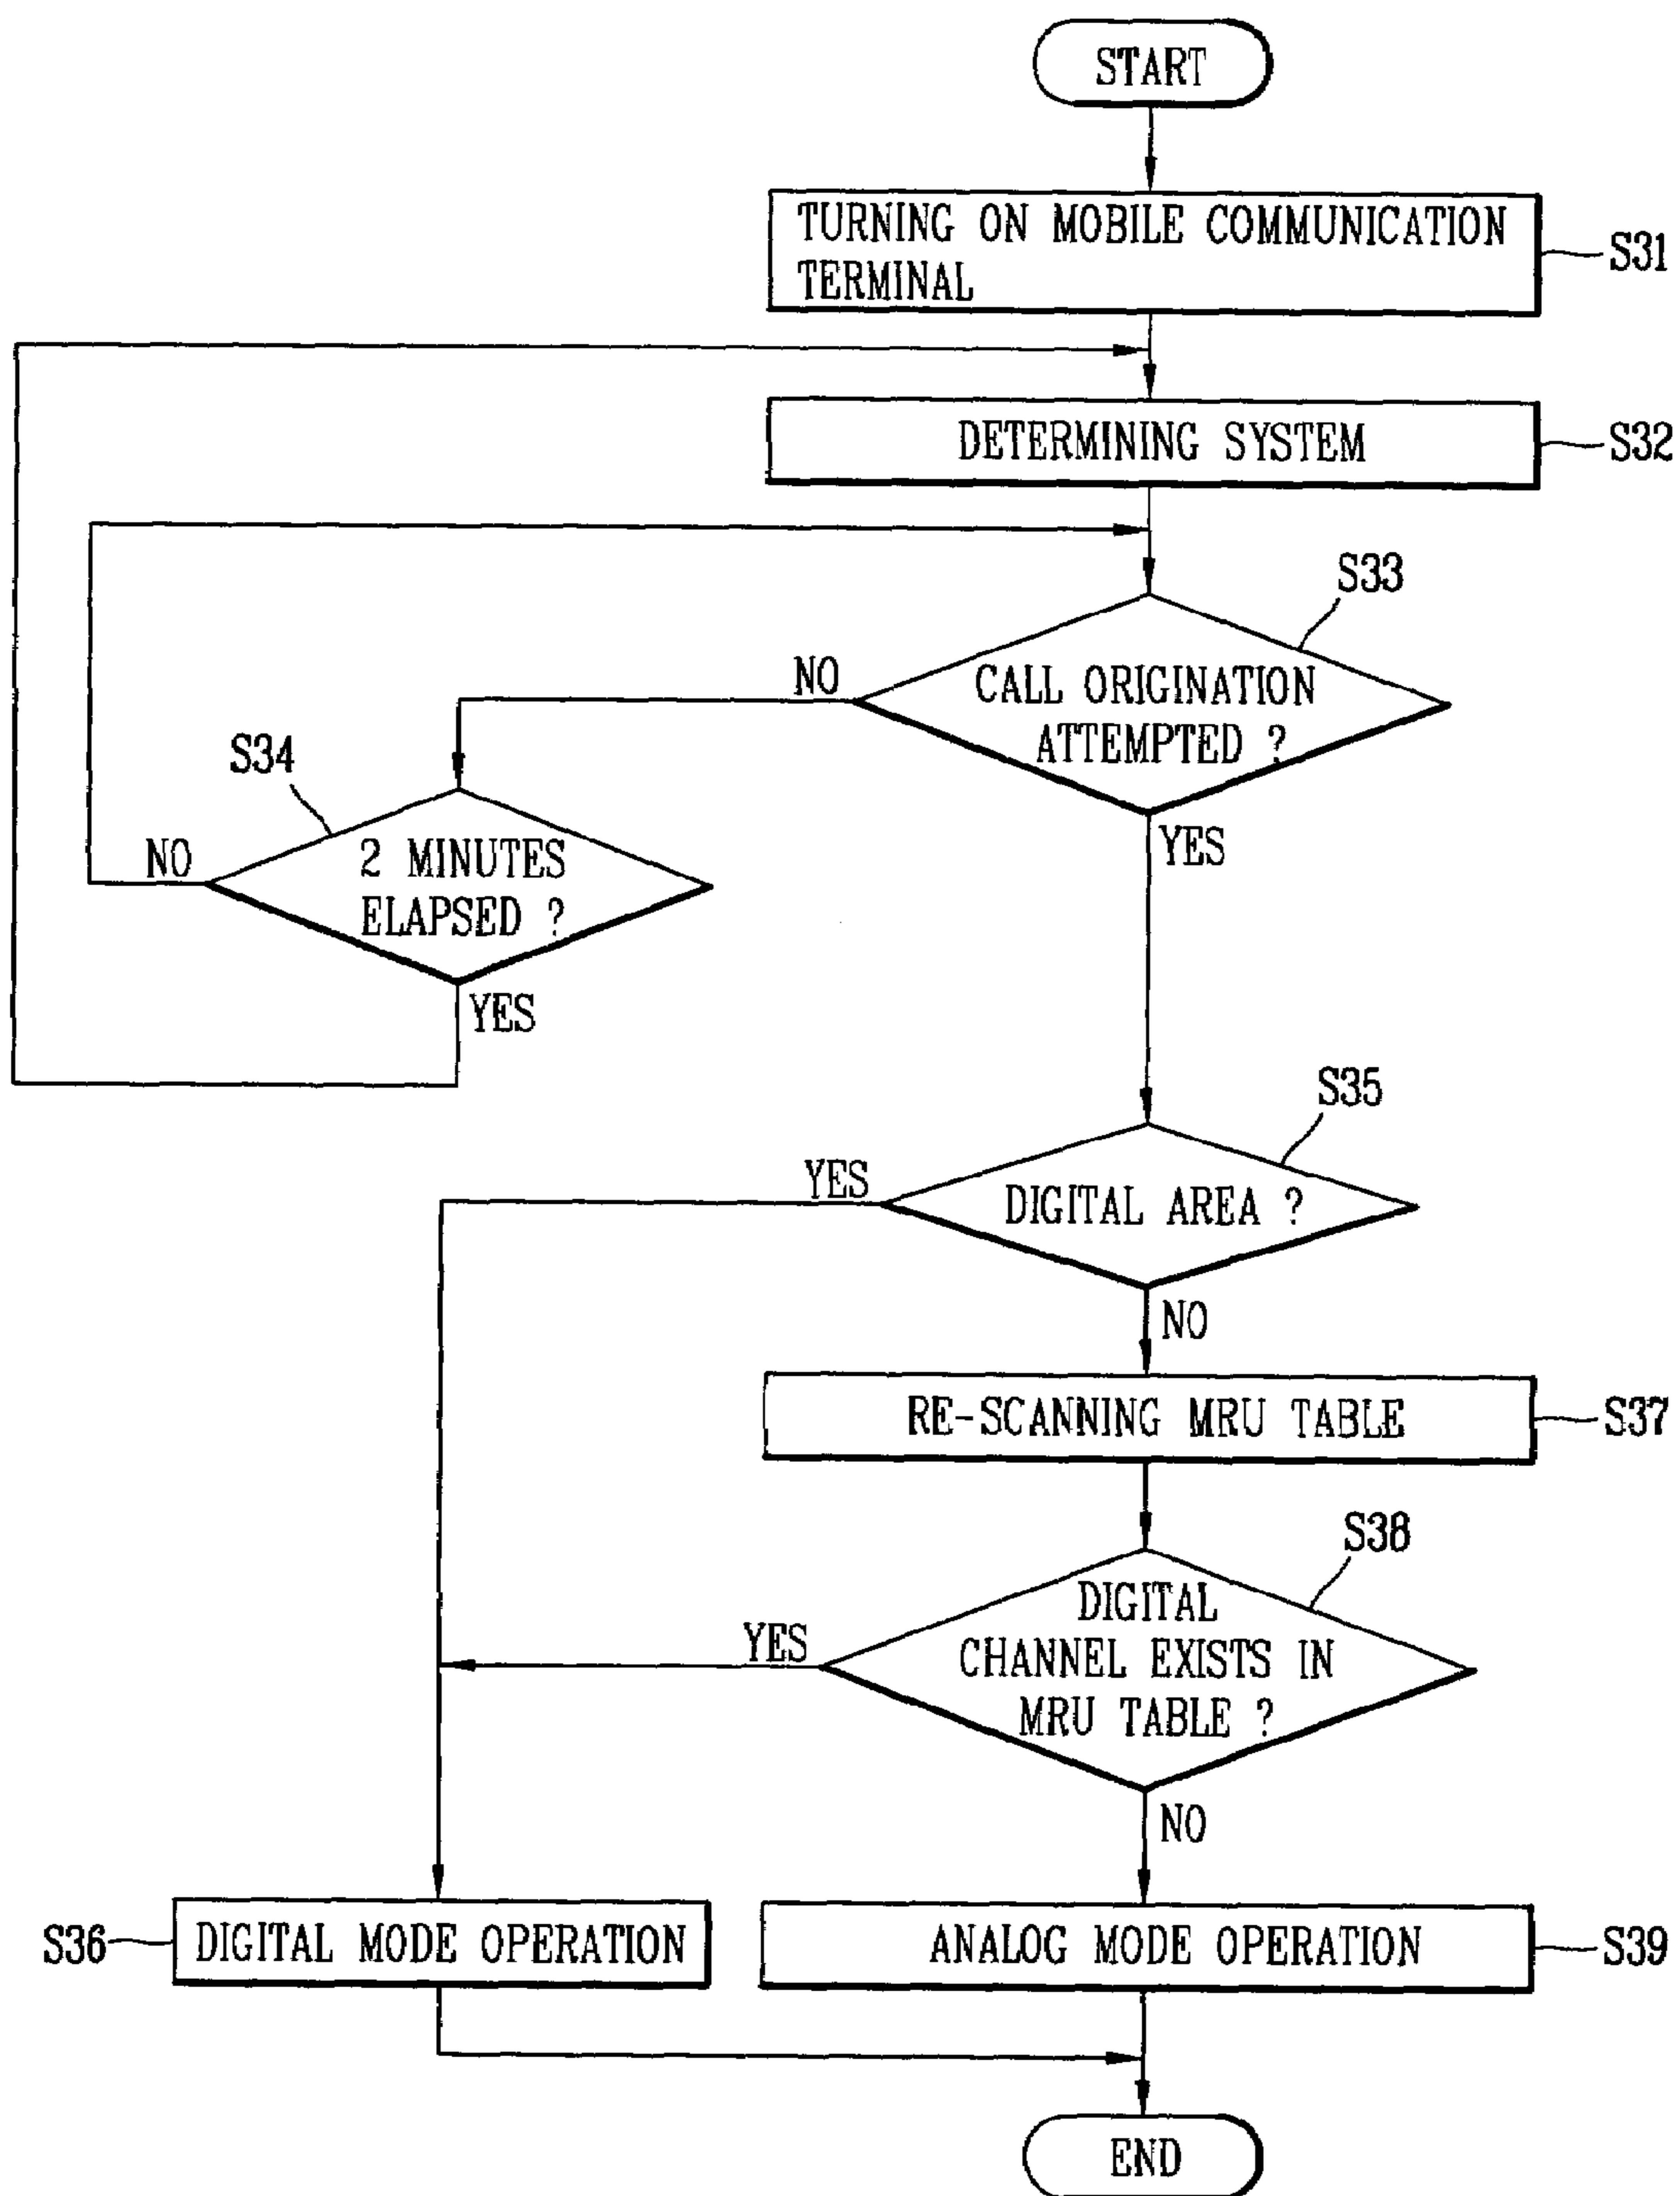 START
TURNING ON MOBILE COMMUNICATION
TERMINAL
S31
DETERMINING SYSTEM
S32
S33
CALL ORIGINATION
ATTEMPTED ?
NO
YES
S34
2 MINUTES
ELAPSED ?
NO
YES
S35
DIGITAL AREA ?
YES
NO
RE-SCANNING MRU TABLE
S37
S38
DIGITAL
CHANNEL EXISTS IN
MRU TABLE ?
YES
NO
S36
DIGITAL MODE OPERATION
ANALOG MODE OPERATION
S39
END